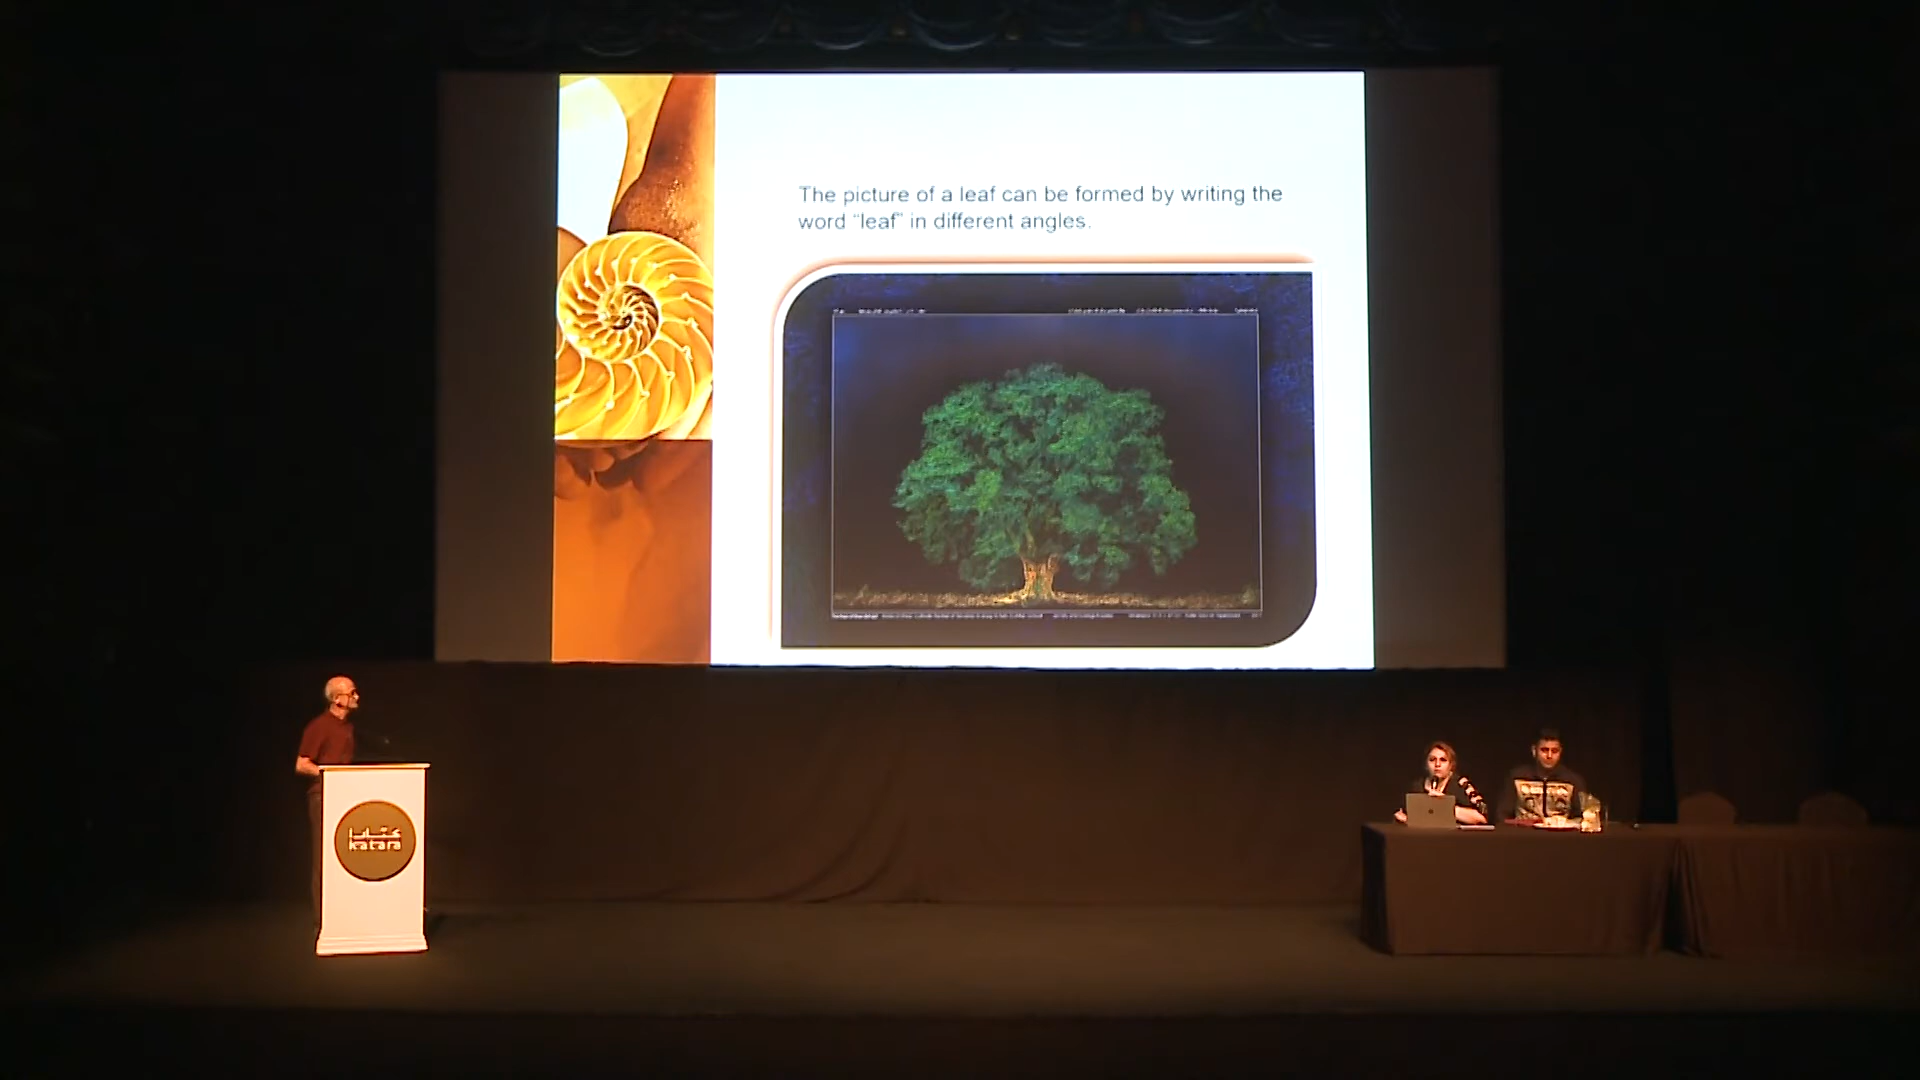 The picture of a leaf can be formed by writing the
word “leaf” in different angles.
كتارا
katara